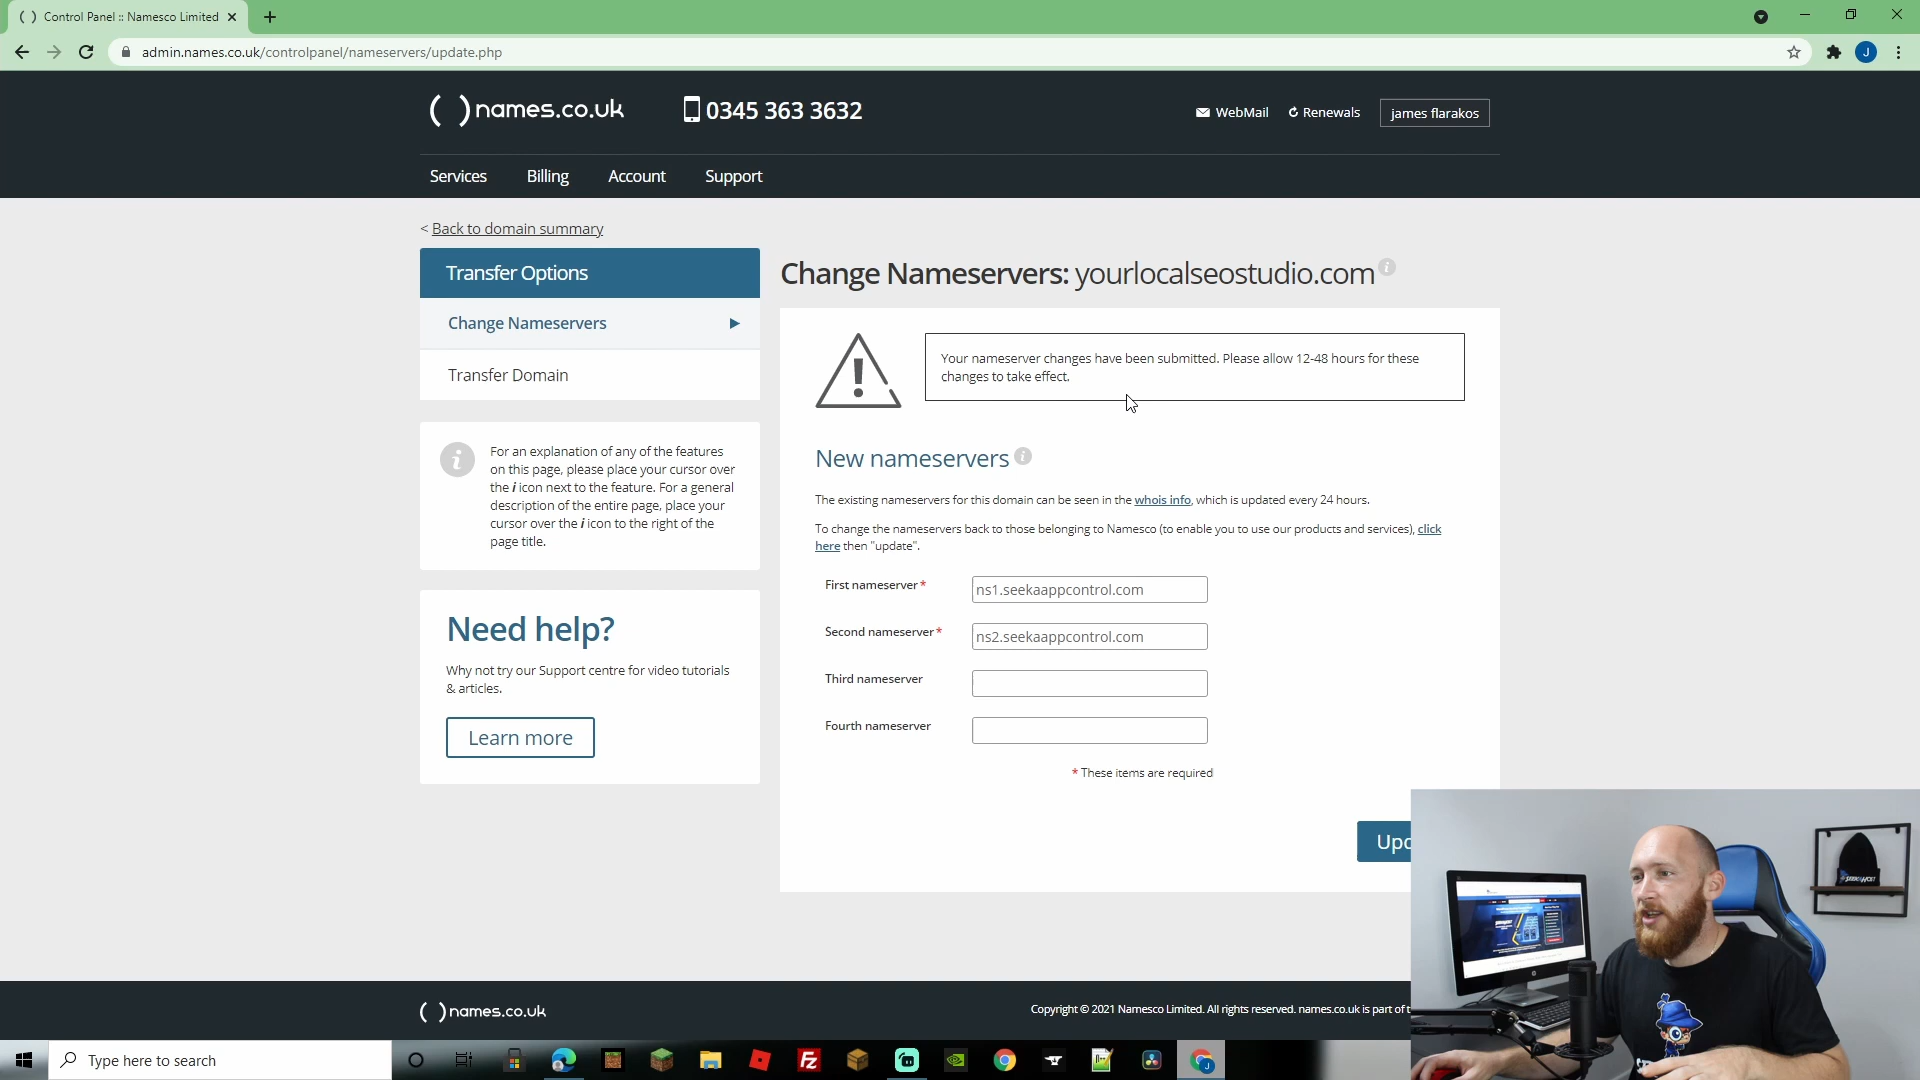 Control Panel :: Namesco Limited
admin.names.co.uk/controlpanel/nameservers/update.php
J
names.co.uk
0345 363 3632
WebMail
Renewals
james flarakos
Services
Billing
Account
Support
< Back to domain summary
Transfer Options
Change Nameservers
Transfer Domain
For an explanation of any of the features
on this page, please place your cursor over
the i icon next to the feature. For a general
description of the entire page, place your
cursor over the i icon to the right of the
page title.
Need help?
Why not try our Support centre for video tutorials
& articles.
Learn more
Change Nameservers: yourlocalseostudio.com
Your nameserver changes have been submitted. Please allow 12-48 hours for these
changes to take effect.
New nameservers
The existing nameservers for this domain can be seen in the whois info, which is updated every 24 hours.
To change the nameservers back to those belonging to Namesco (to enable you to use our products and services), click
here then "update".
First nameserver*
ns1.seekaappcontrol.com
Second nameserver*
ns2.seekaappcontrol.com
Third nameserver
Fourth nameserver
* These items are required
Upd
names.co.uk
Copyright © 2021 Namesco Limited. All rights reserved. names.co.uk is part of t
Type here to search